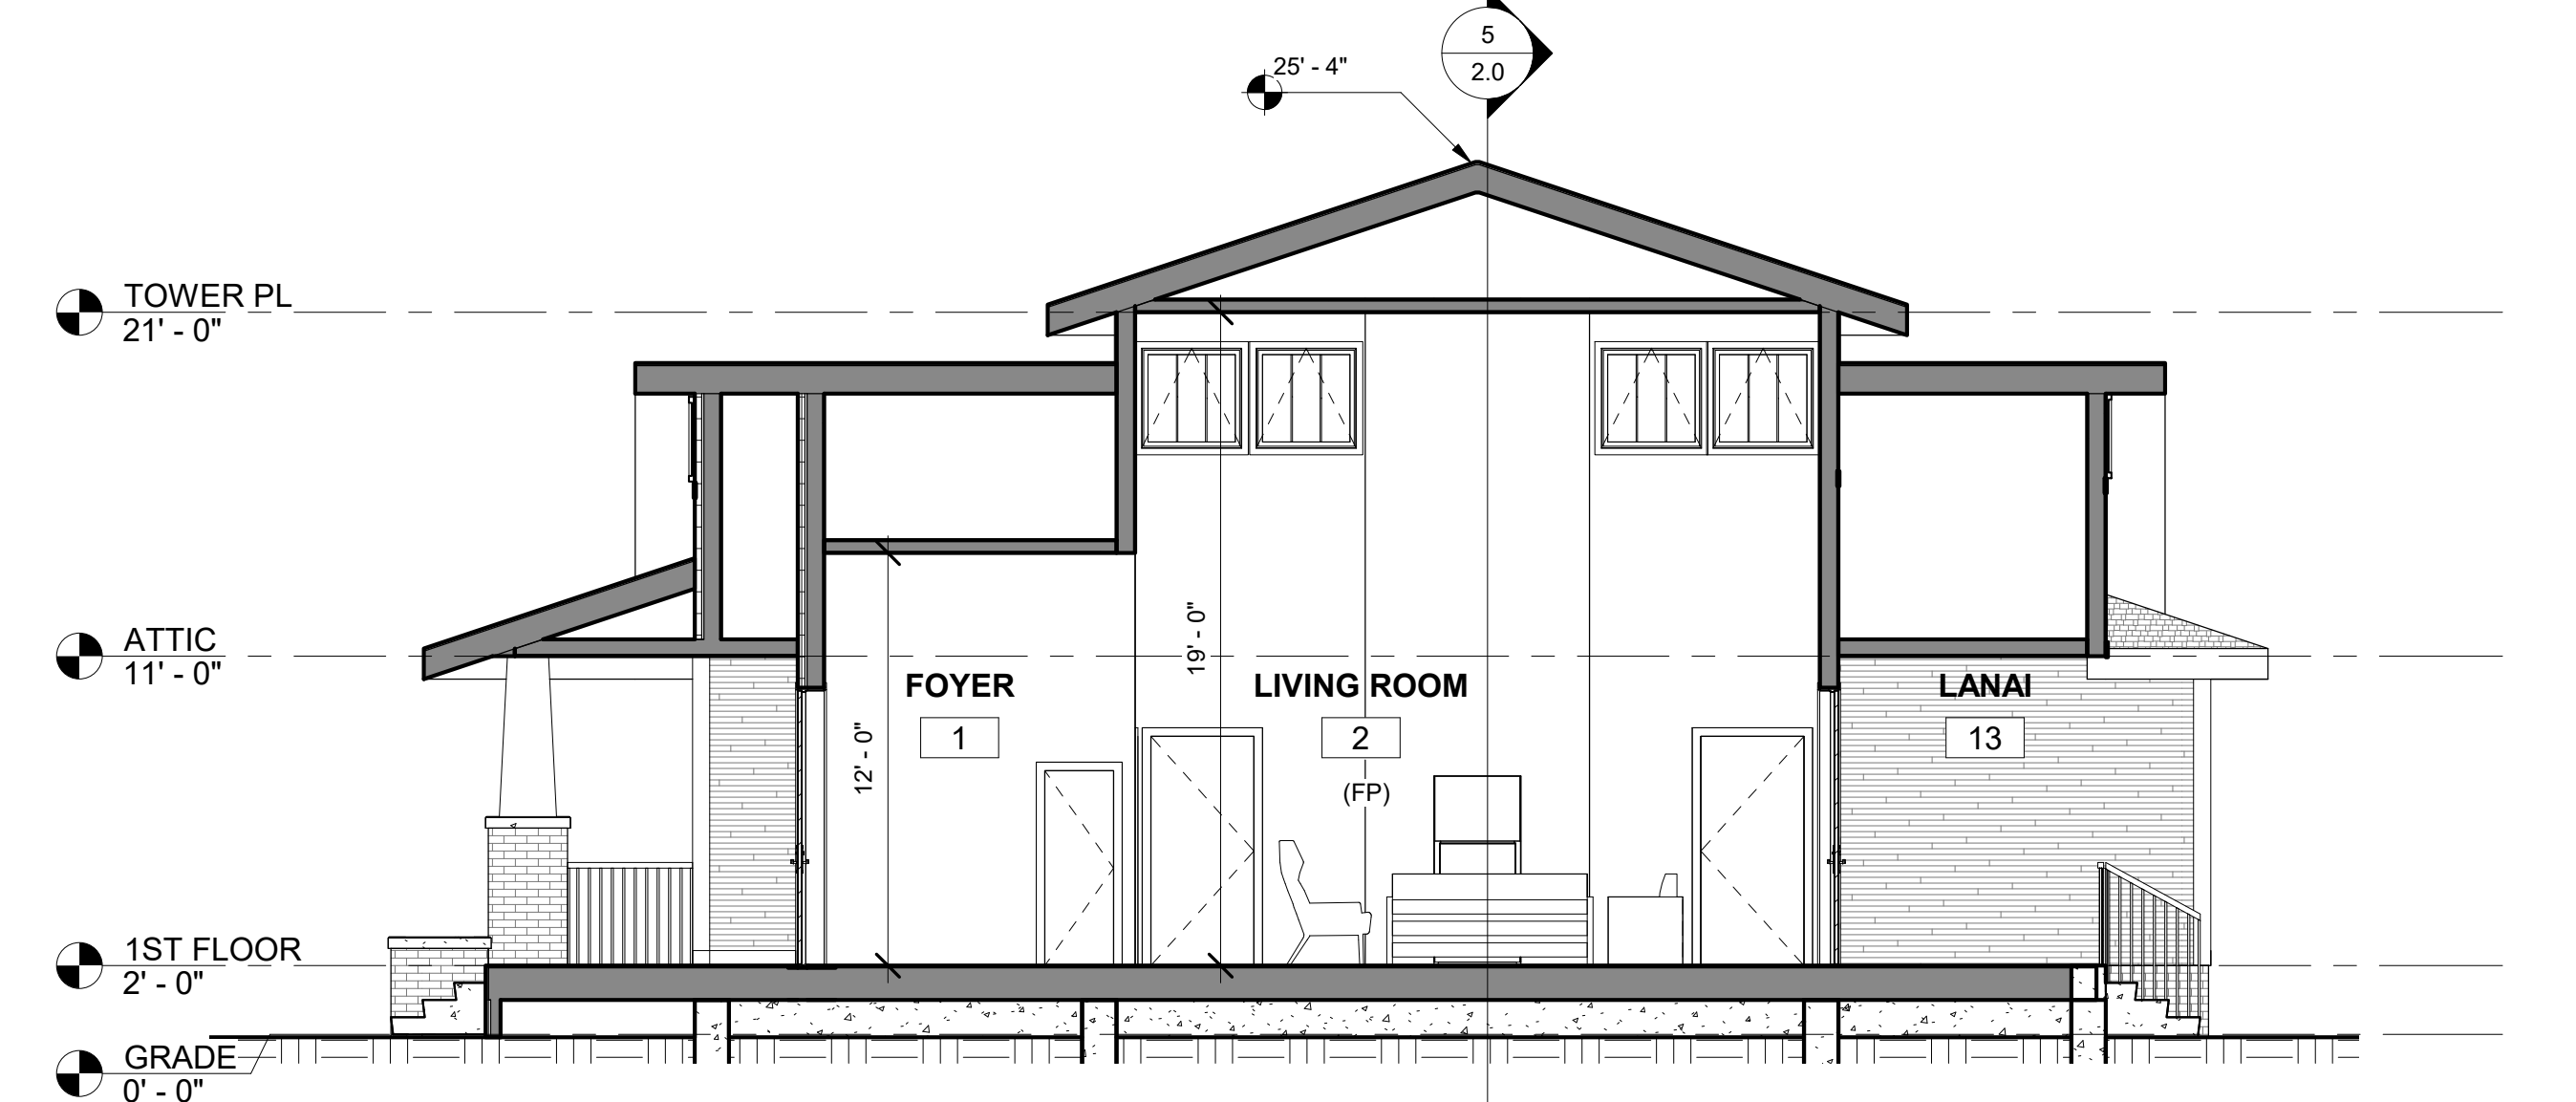 5
2.0
25' - 4"
TOWER PL
21' - 0"
ATTIC
11' - 0"
19' - 0"
FOYER
1
12' - 0"
LIVING ROOM
2
(FP)
LANAI
13
1ST FLOOR
2' - 0"
GRADE
0' - 0"